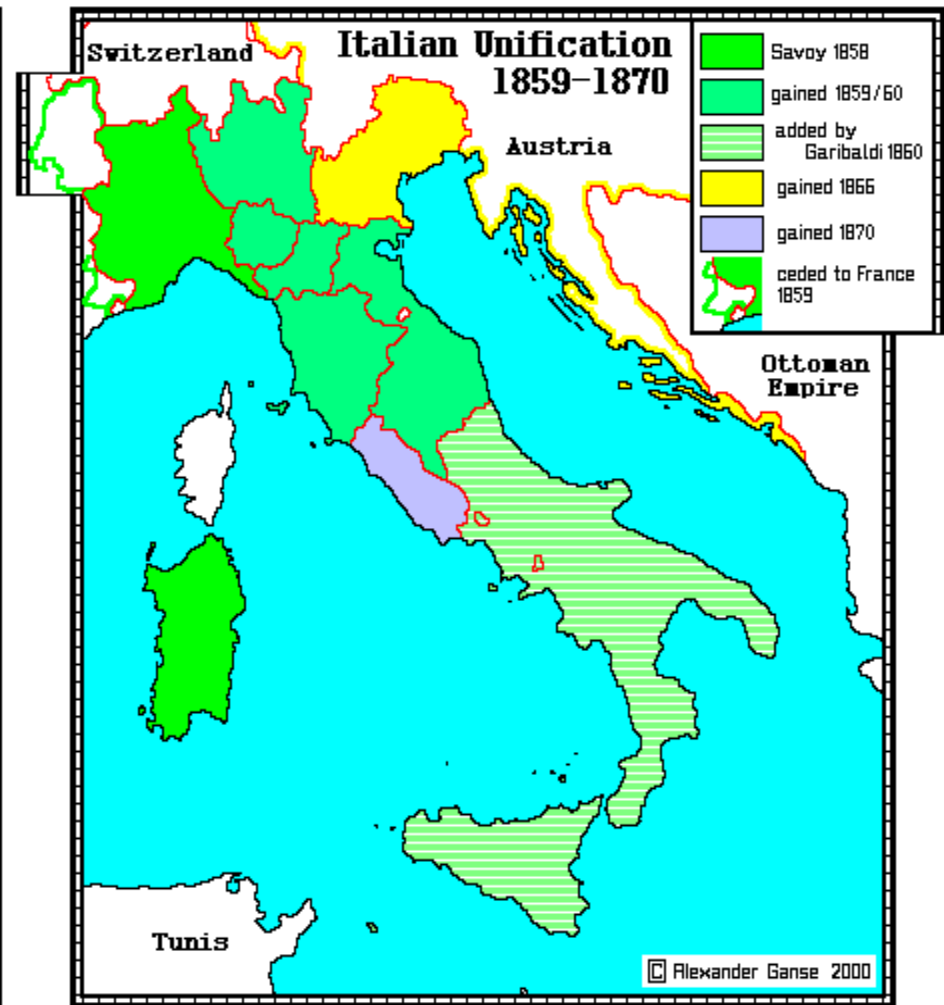 Switzerland
Italian Unification
1859-1870
Austria
Savoy 1858
gained 1859/60
added by
Garibaldi 1860
gained 1866
gained 1870
ceded to France
1859
Ottoman
Empire
Tunis
C Alexander Ganse 2000